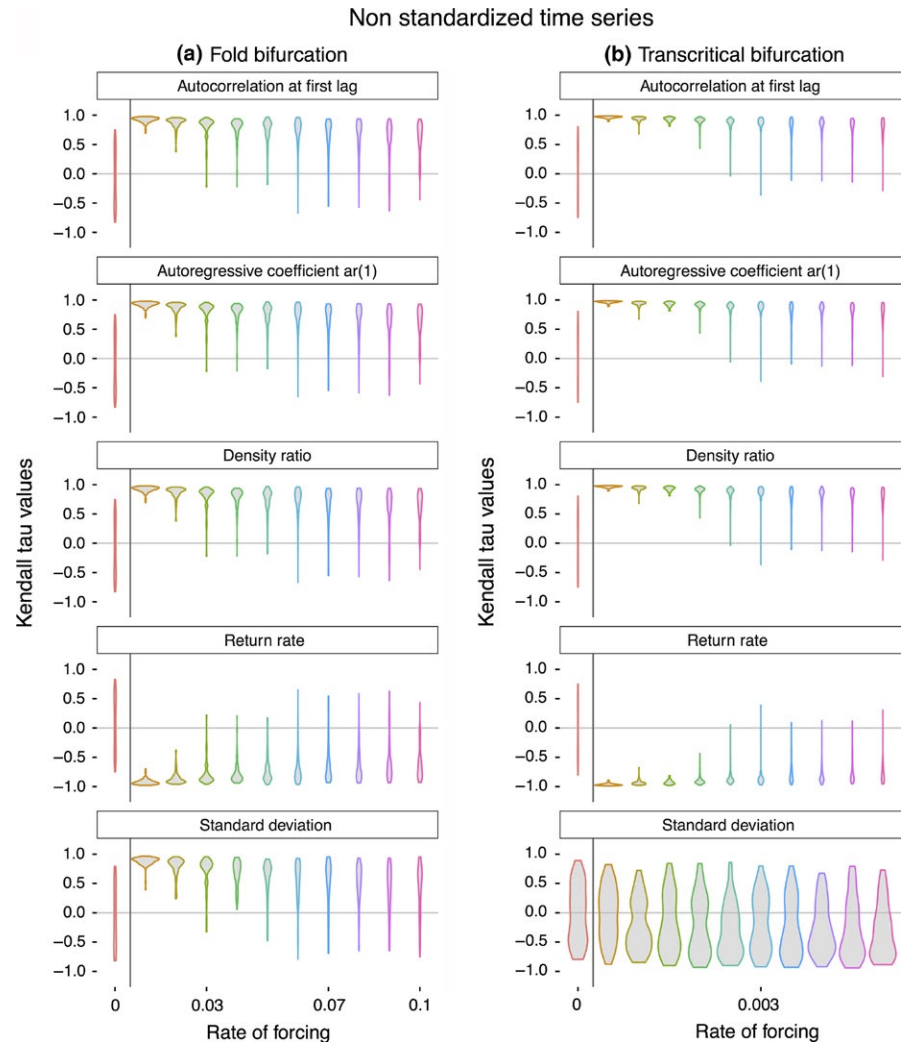 Non standardized time series
(a) Fold bifurcation
Autocorrelation at first lag
1.0
0.5
0.0
−0.5
−1.0
Autoregressive coefficient ar(1)
1.0
0.5
0.0
−0.5
−1.0
Density ratio
1.0
0.5
0.0
−0.5
−1.0
Return rate
1.0
0.5
0.0
−0.5
−1.0
Standard deviation
1.0
0.5
0.0
−0.5
−1.0
Kendall tau values
0 0.03 0.07 0.1
Rate of forcing
(b) Transcritical bifurcation
Autocorrelation at first lag
1.0
0.5
0.0
−0.5
−1.0
Autoregressive coefficient ar(1)
1.0
0.5
0.0
−0.5
−1.0
Density ratio
1.0
0.5
0.0
−0.5
−1.0
Return rate
1.0
0.5
0.0
−0.5
−1.0
Standard deviation
1.0
0.5
0.0
−0.5
−1.0
Kendall tau values
0 0.003
Rate of forcing